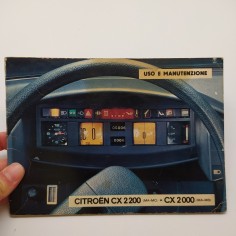 USO E MANUTENZIONE
CITROËN CX 2200 • CX 2000